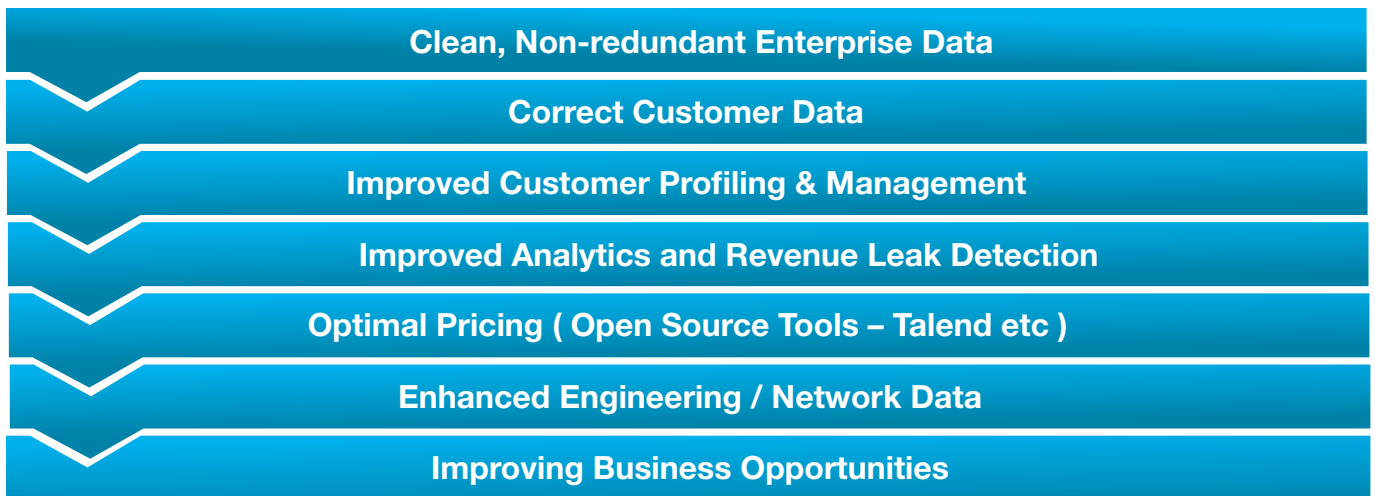 Clean, Non-redundant Enterprise Data
Correct Customer Data
Improved Customer Profiling & Management
Improved Analytics and Revenue Leak Detection
Optimal Pricing ( Open Source Tools – Talend etc )
Enhanced Engineering / Network Data
Improving Business Opportunities